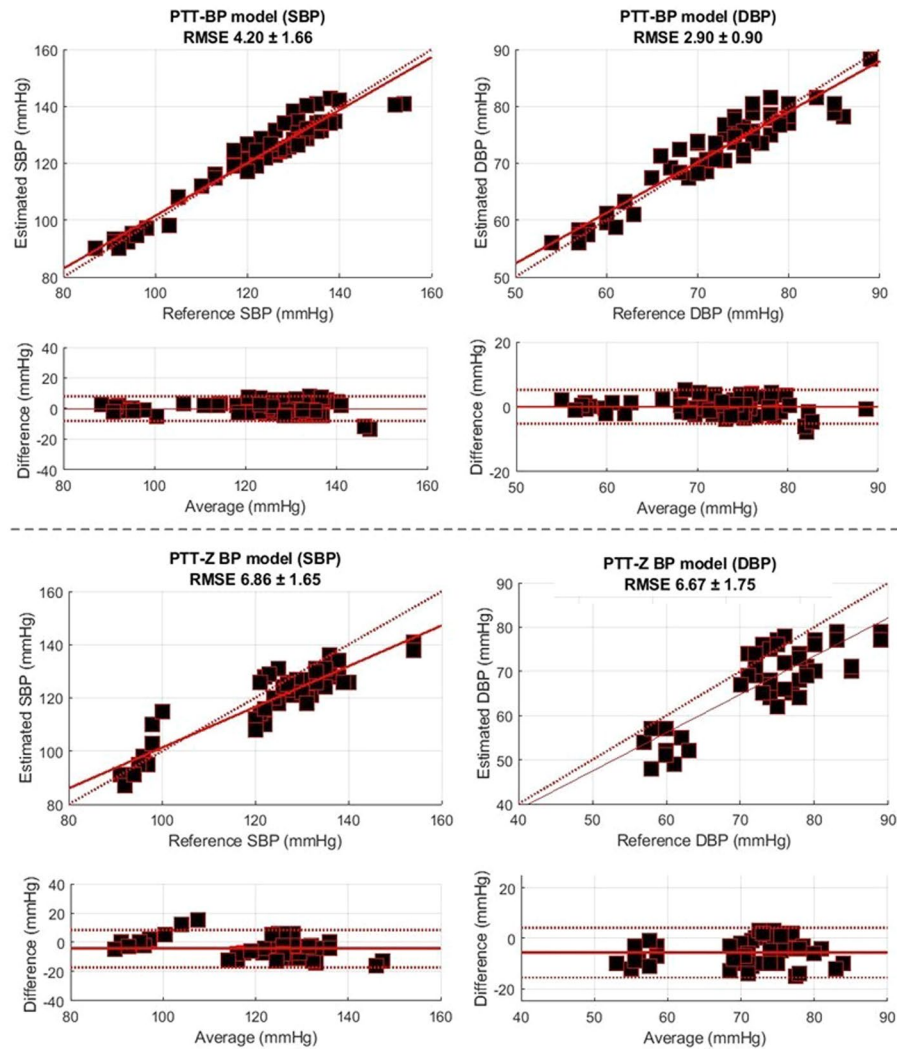 PTT-BP model (SBP)
RMSE 4.20 ± 1.66
160
140
120
100
80
Estimated SBP (mmHg)
80 100 120 140 160
Reference SBP (mmHg)
40
20
0
-20
-40
Difference (mmHg)
80 100 120 140 160
Average (mmHg)
PTT-BP model (DBP)
RMSE 2.90 ± 0.90
90
80
70
60
50
Estimated DBP (mmHg)
50 60 70 80 90
Reference DBP (mmHg)
20
0
-20
Difference (mmHg)
50 60 70 80 90
Average (mmHg)
PTT-Z BP model (SBP)
RMSE 6.86 ± 1.65
160
140
120
100
80
Estimated SBP (mmHg)
80 100 120 140 160
Reference SBP (mmHg)
40
20
0
-20
-40
Difference (mmHg)
80 100 120 140 160
Average (mmHg)
PTT-Z BP model (DBP)
RMSE 6.67 ± 1.75
90
80
70
60
50
40
Estimated DBP (mmHg)
40 50 60 70 80 90
Reference DBP (mmHg)
20
0
-20
Difference (mmHg)
40 50 60 70 80 90
Average (mmHg)